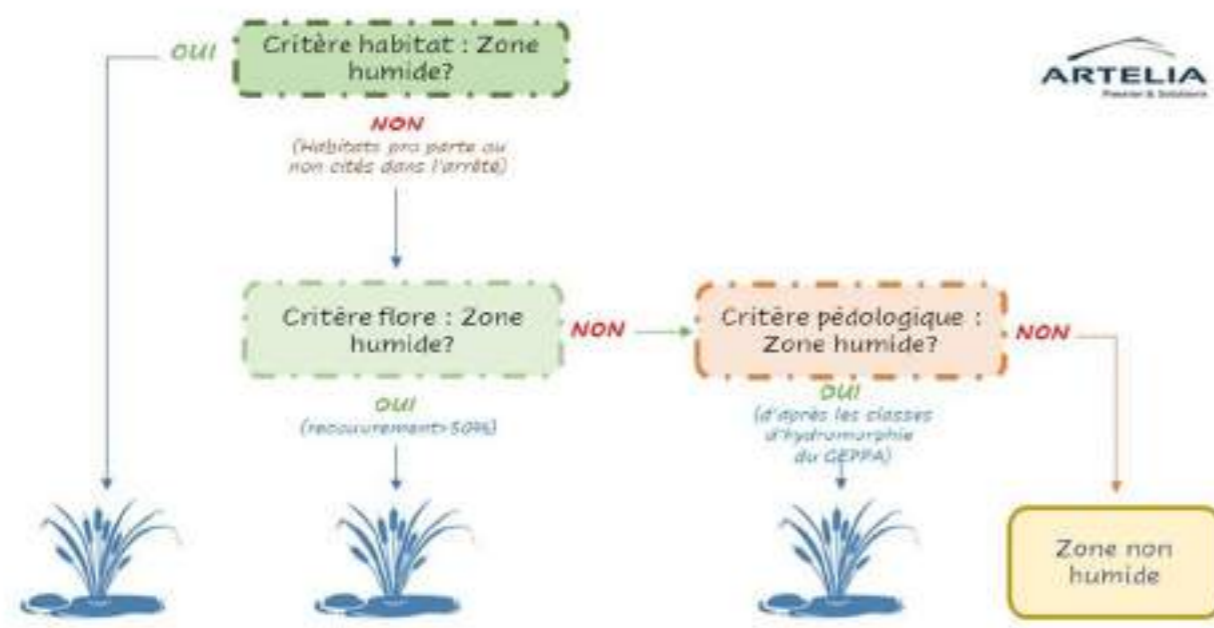 OUI
Critère habitat : Zone
humide?
ARTELIA
Passion & Solutions
NON
(Habitats pro parte ou
non cités dans l'arrêté)
Critère flore : Zone
humide?
NON
Critère pédologique :
Zone humide?
NON
OUI
(recouvrement>50%)
OUI
(d'après les classes
d'hydromorphie
du GEPPA)
Zone non
humide